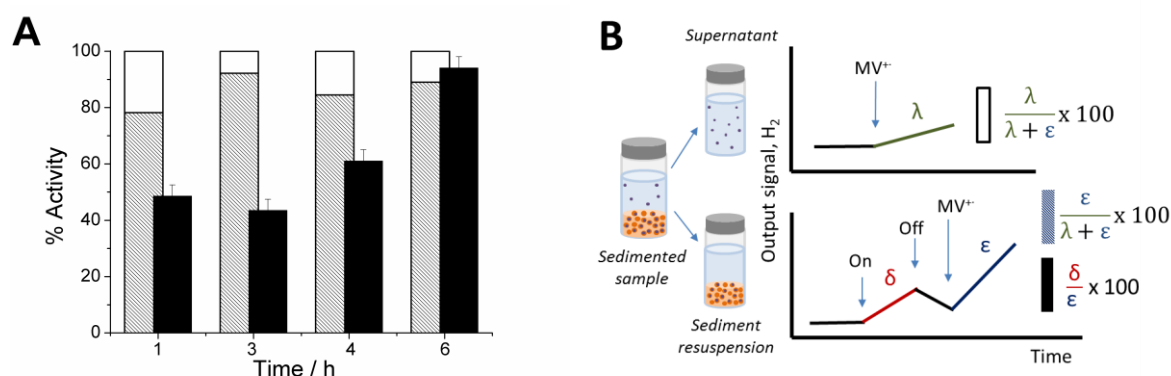 A
% Activity
100
80
60
40
20
0
1
3
4
6
Time / h
B
Supernatant
Sedimented
sample
Sediment
resuspension
Output signal, H₂
MV⁺·
λ
λ
λ + ε
x 100
On
δ
Off
MV⁺·
ε
ε
λ + ε
x 100
δ
ε
x 100
Time